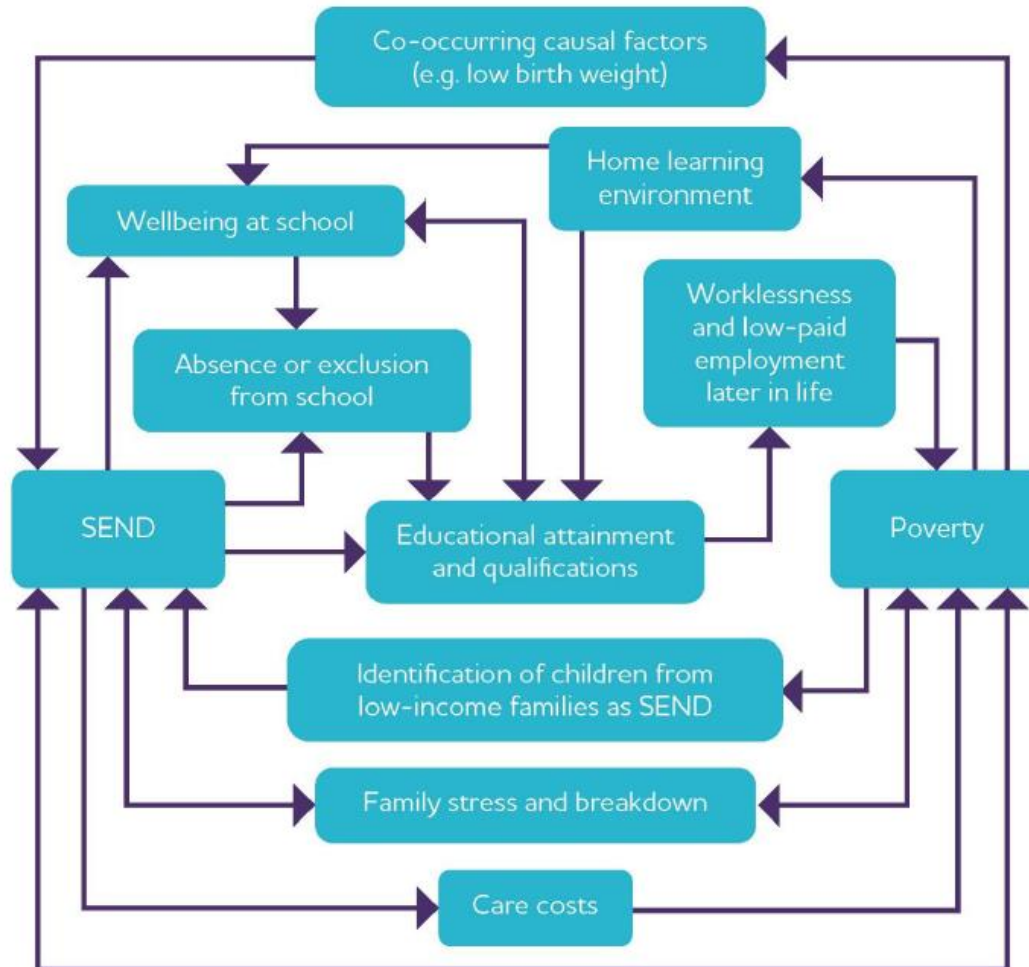 Co-occurring causal factors
(e.g. low birth weight)
Home learning
environment
Wellbeing at school
Worklessness
and low-paid
employment
later in life
Absence or exclusion
from school
SEND
Educational attainment
and qualifications
Poverty
Identification of children from
low-income families as SEND
Family stress and breakdown
Care costs